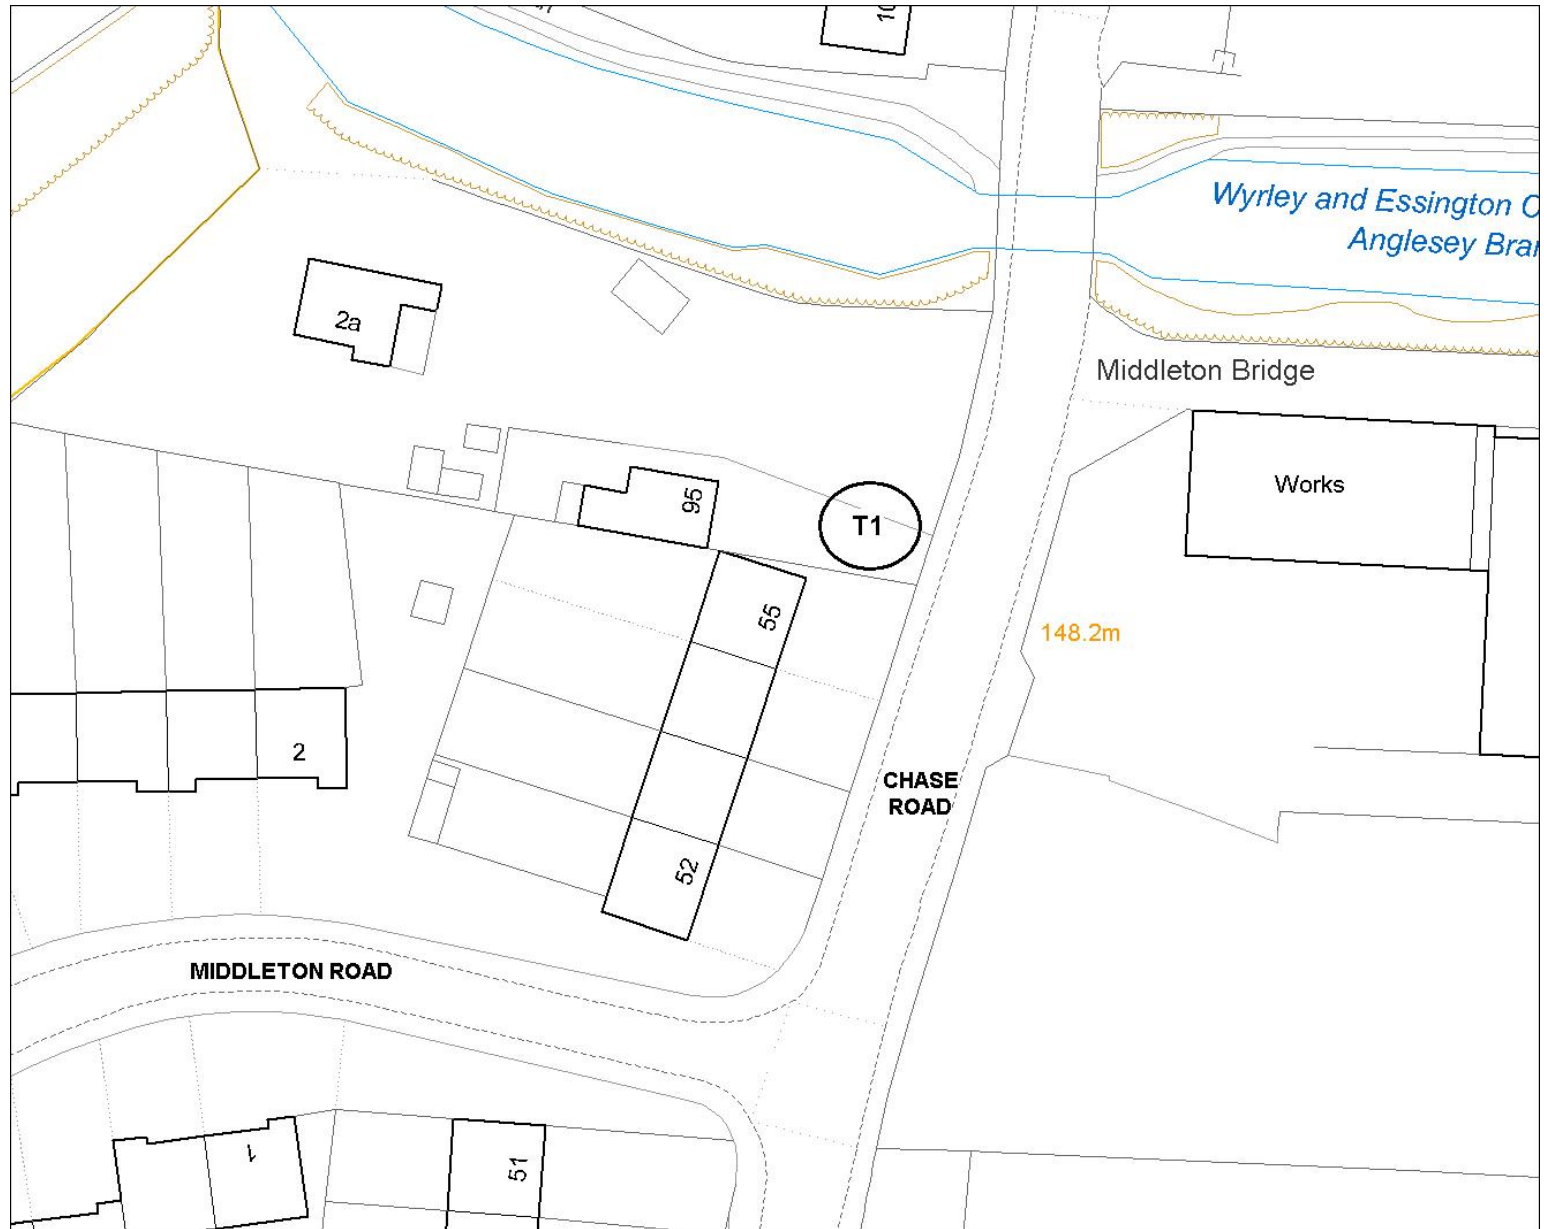 Wyrley and Essington C
Anglesey Bra
2a
Middleton Bridge
95
T1
Works
55
148.2m
2
CHASE
ROAD
52
MIDDLETON ROAD
1
51